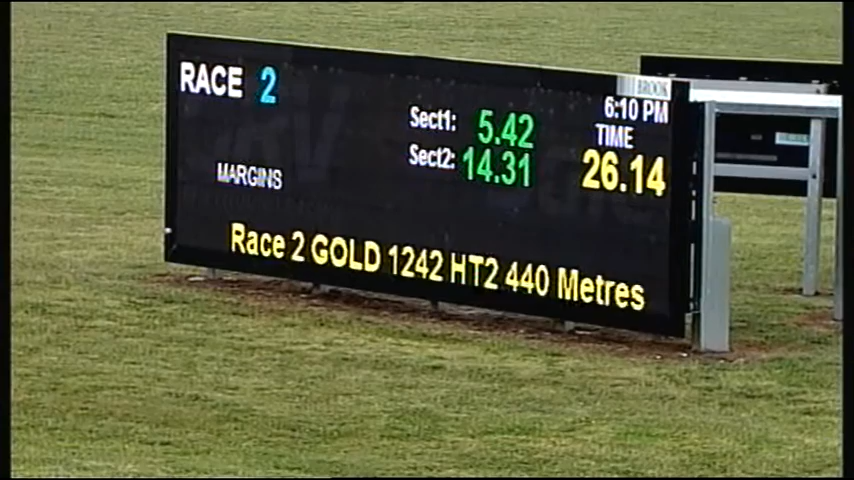 BROOK
RACE 2
6:10 PM
Sect1: 5.42
TIME
Sect2: 14.31
26.14
MARGINS
Race 2 GOLD 1242 HT2 440 Metres